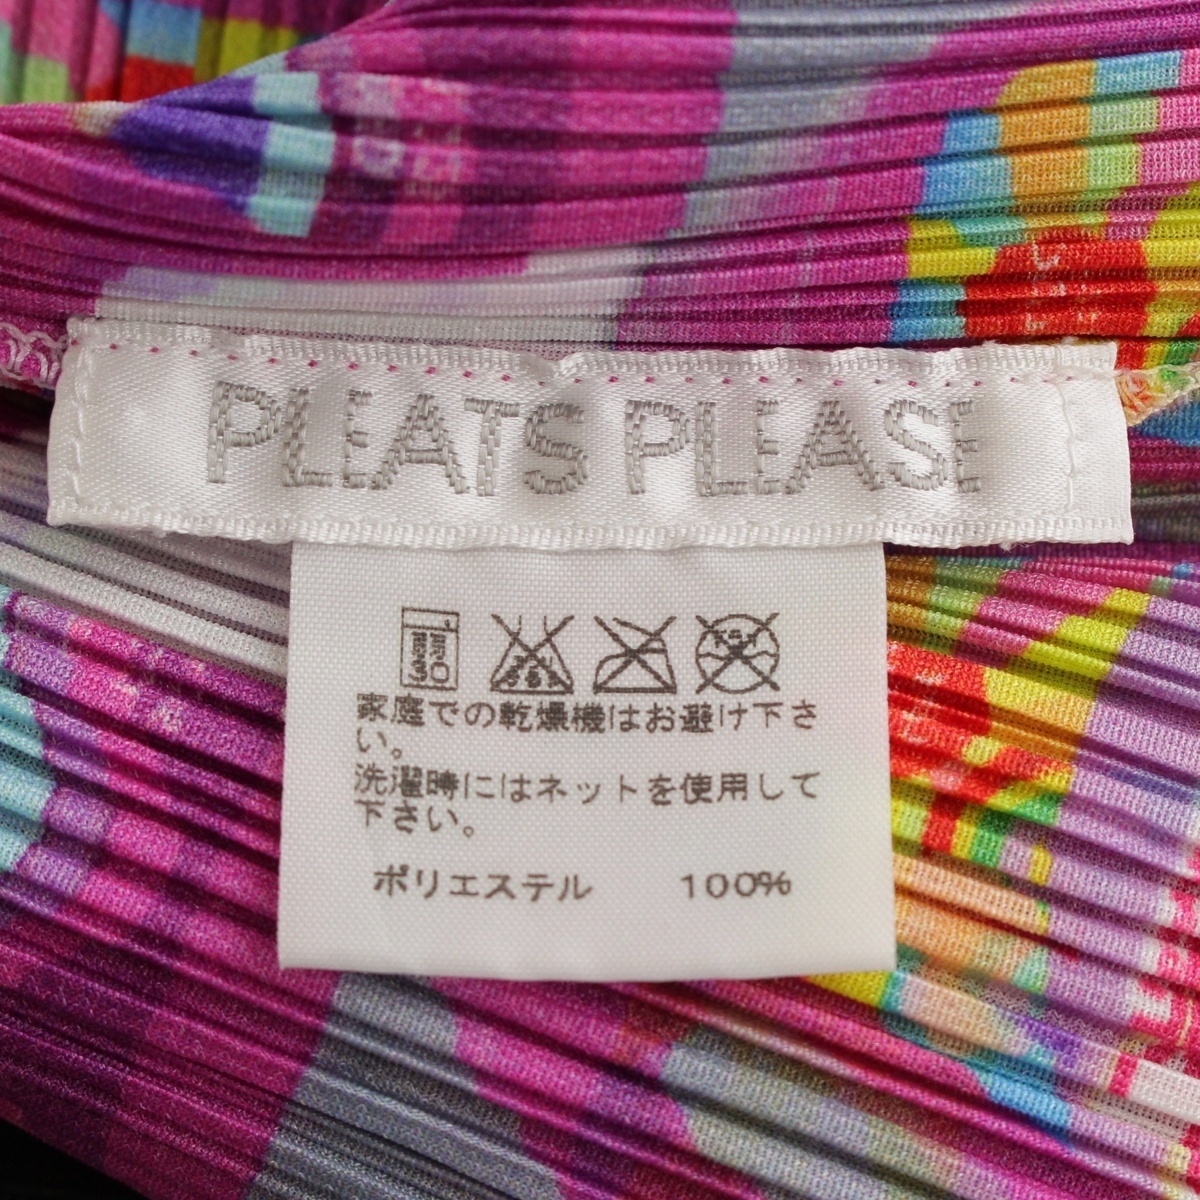 PLEATS PLEASE
家庭での乾燥機はお避け下さ
い。
洗濯時にはネットを使用して
下さい。
ポリエステル 100%